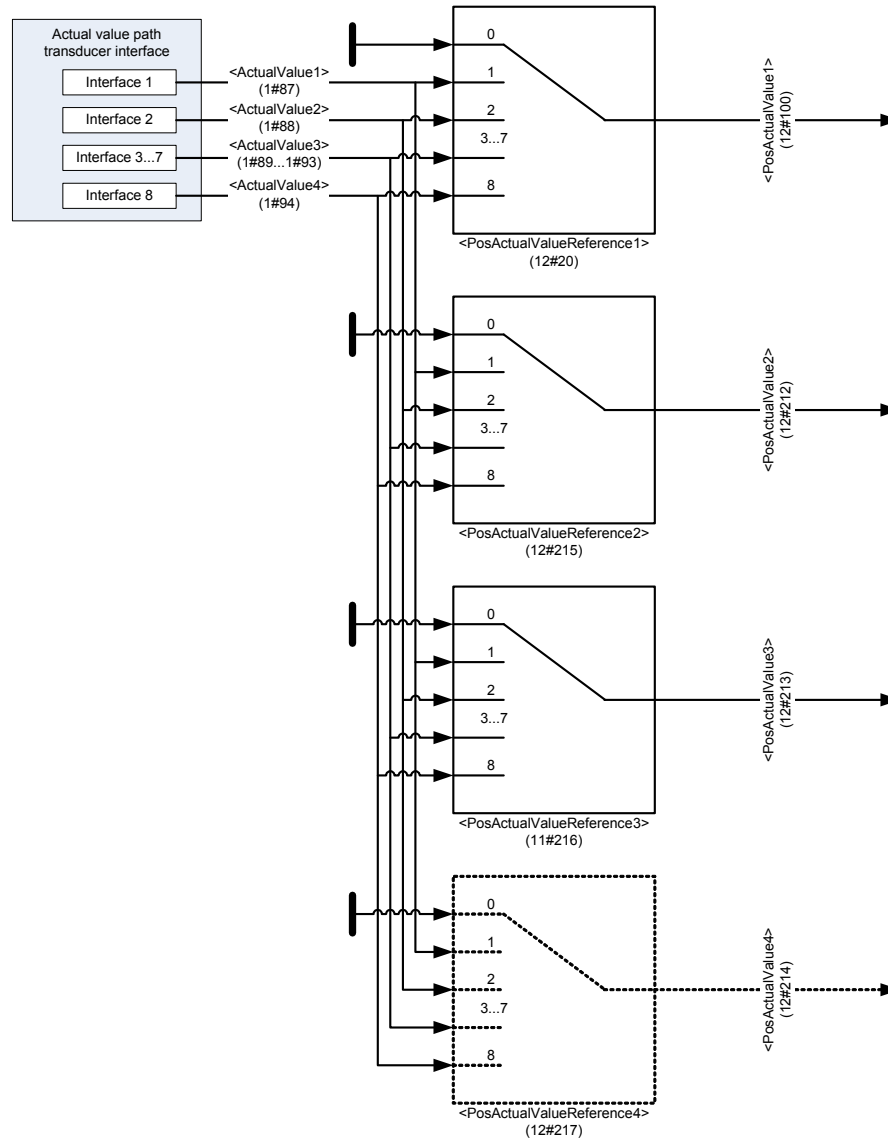 Actual value path
transducer interface
Interface 1
Interface 2
Interface 3...7
Interface 8
<ActualValue1>
(1#87)
<ActualValue2>
(1#88)
<ActualValue3>
(1#89...1#93)
<ActualValue4>
(1#94)
0
1
2
3...7
8
<PosActualValueReference1>
(12#20)
<PosActualValue1>
(12#100)
0
1
2
3...7
8
<PosActualValueReference2>
(12#215)
<PosActualValue2>
(12#212)
0
1
2
3...7
8
<PosActualValueReference3>
(11#216)
<PosActualValue3>
(12#213)
0
1
2
3...7
8
<PosActualValueReference4>
(12#217)
<PosActualValue4>
(12#214)